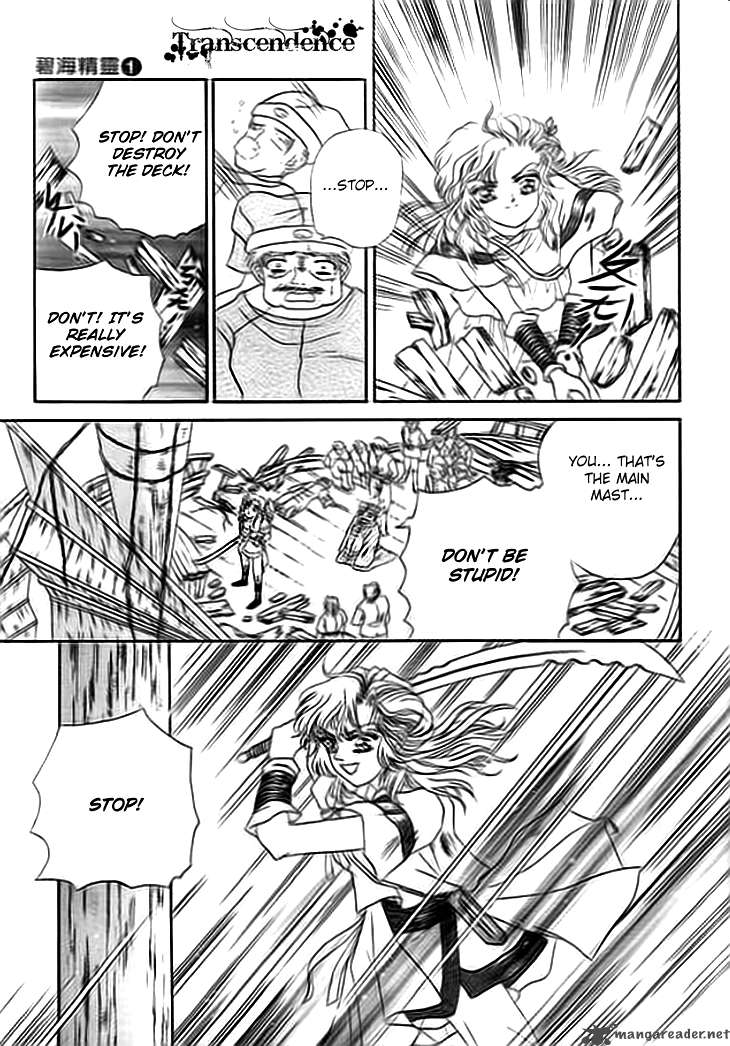 Transcendence
碧海精靈❶
...STOP...
STOP! DON'T
DESTROY
THE DECK!
DON'T! IT'S
REALLY
EXPENSIVE!
YOU... THAT'S
THE MAIN
MAST...
DON'T BE
STUPID!
STOP!
mangareader.net